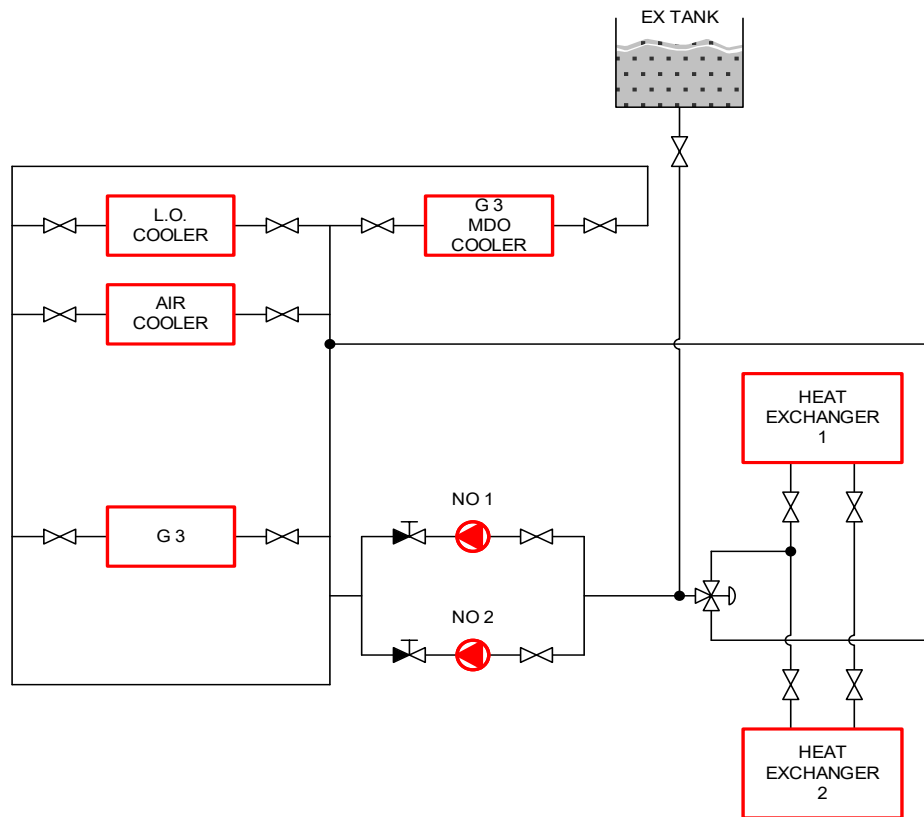 EX TANK
L.O.
COOLER
G 3
MDO
COOLER
AIR
COOLER
HEAT
EXCHANGER
1
NO 1
G 3
NO 2
HEAT
EXCHANGER
2